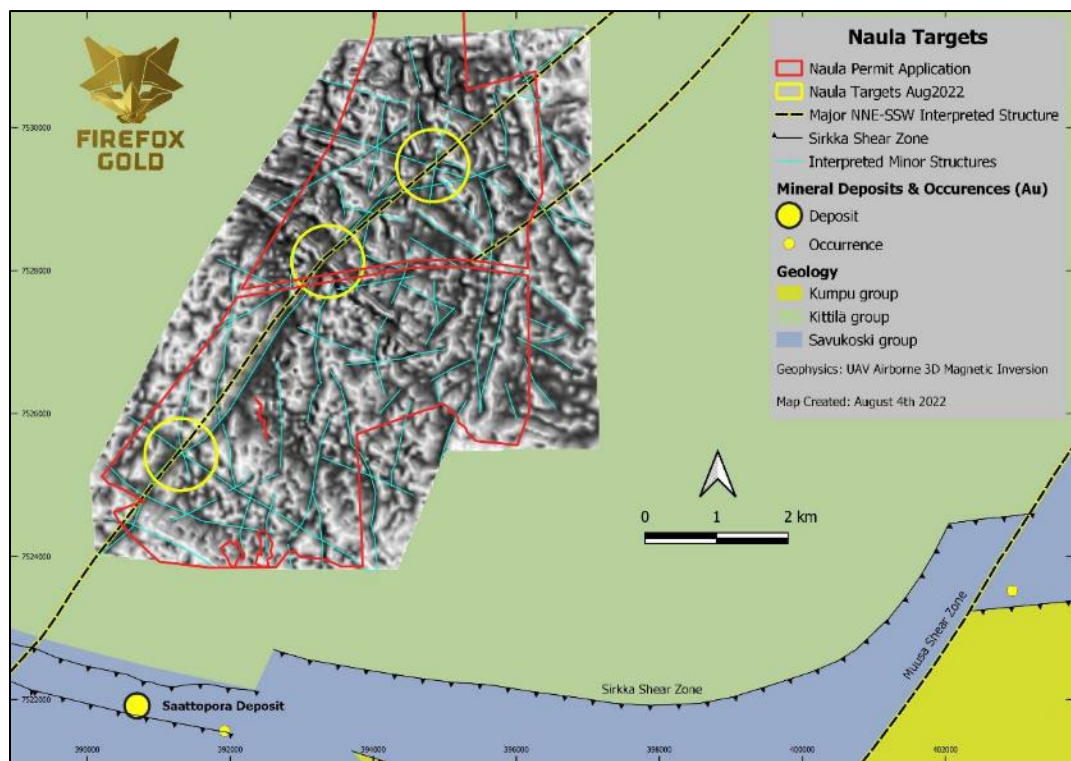 FIREFOX
GOLD
Naula Targets
Naula Permit Application
Naula Targets Aug2022
Major NNE-SSW Interpreted Structure
Sirkka Shear Zone
Interpreted Minor Structures
Mineral Deposits & Occurences (Au)
Deposit
Occurrence
Geology
Kumpu group
Kittilä group
Savukoski group
Geophysics: UAV Airborne 3D Magnetic Inversion
Map Created: August 4th 2022
7530000
7528000
7526000
0 1 2 km
7524000
Muusa Shear Zone
Sirkka Shear Zone
7522000
Saattopora Deposit
390000 392000 394000 396000 398000 400000 402000